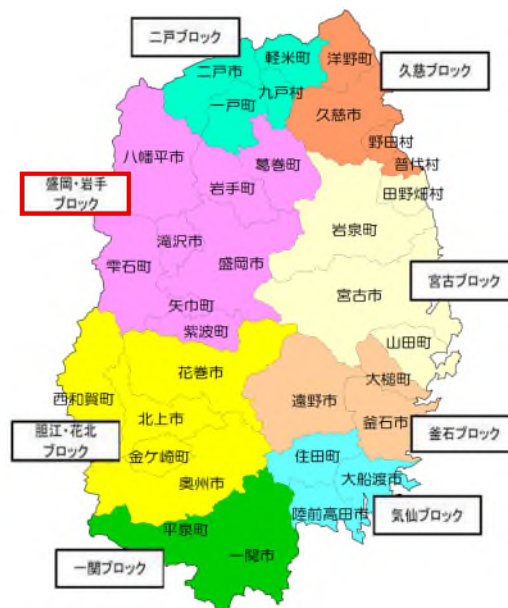 二戸ブロック
軽米町
洋野町
二戸市
久慈ブロック
九戸村
一戸町
久慈市
野田村
八幡平市
葛巻町
普代村
盛岡・岩手
ブロック
岩手町
田野畑村
岩泉町
滝沢市
雫石町
盛岡市
宮古ブロック
宮古市
矢巾町
紫波町
山田町
花巻市
大槌町
西和賀町
遠野市
北上市
釜石市
胆江・花北
ブロック
釜石ブロック
金ケ崎町
住田町
奥州市
大船渡市
陸前高田市
気仙ブロック
平泉町
一関ブロック
一関市